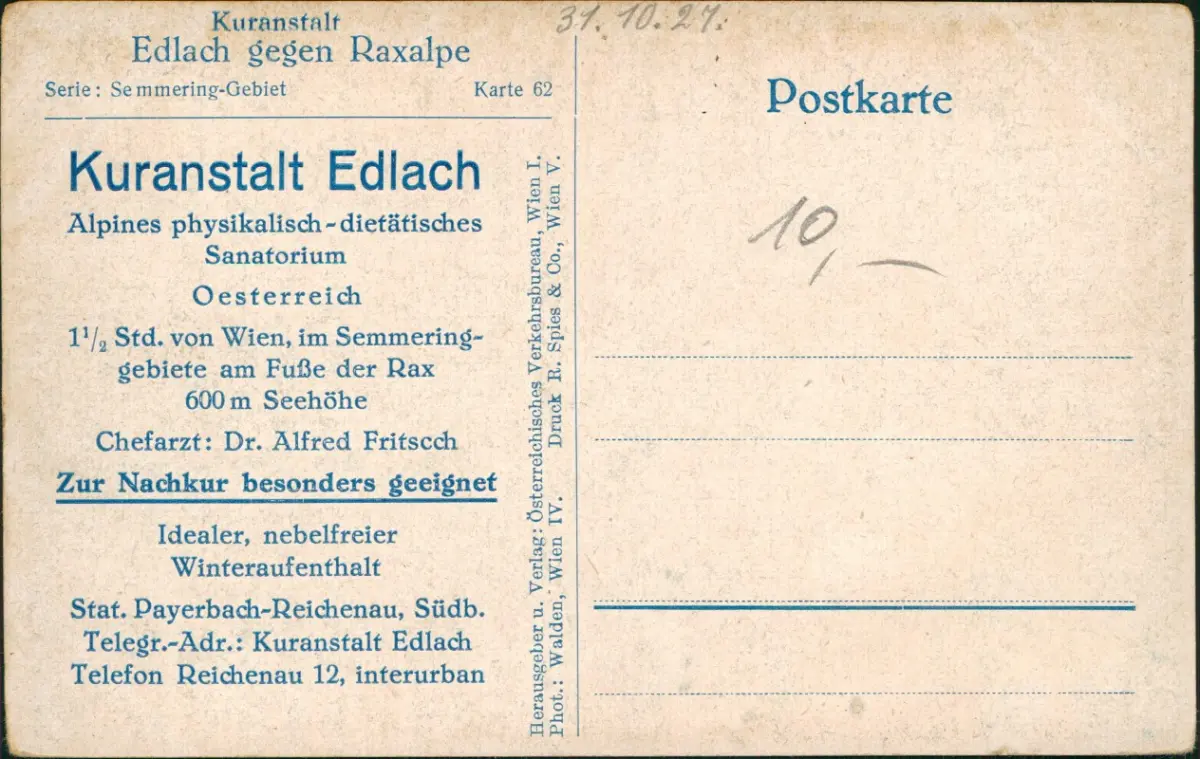 Kuranstalt
Edlach gegen Raxalpe
Serie: Semmering-Gebiet Karte 62
Kuranstalt Edlach
Alpines physikalisch-dietätisches
Sanatorium
Oesterreich
1 1/2 Std. von Wien, im Semmering-
gebiete am Fuße der Rax
600 m Seehöhe
Chefarzt: Dr. Alfred Fritscch
Zur Nachkur besonders geeignet
Idealer, nebelfreier
Winteraufenthalt
Stat. Payerbach-Reichenau, Südb.
Telegr.-Adr.: Kuranstalt Edlach
Telefon Reichenau 12, interurban
Herausgeber u. Verlag: Österreichisches Verkehrsbureau, Wien I.
Phot.: Walden, Wien IV. Druck R. Spies & Co., Wien V.
31.10.27.
Postkarte
10,—